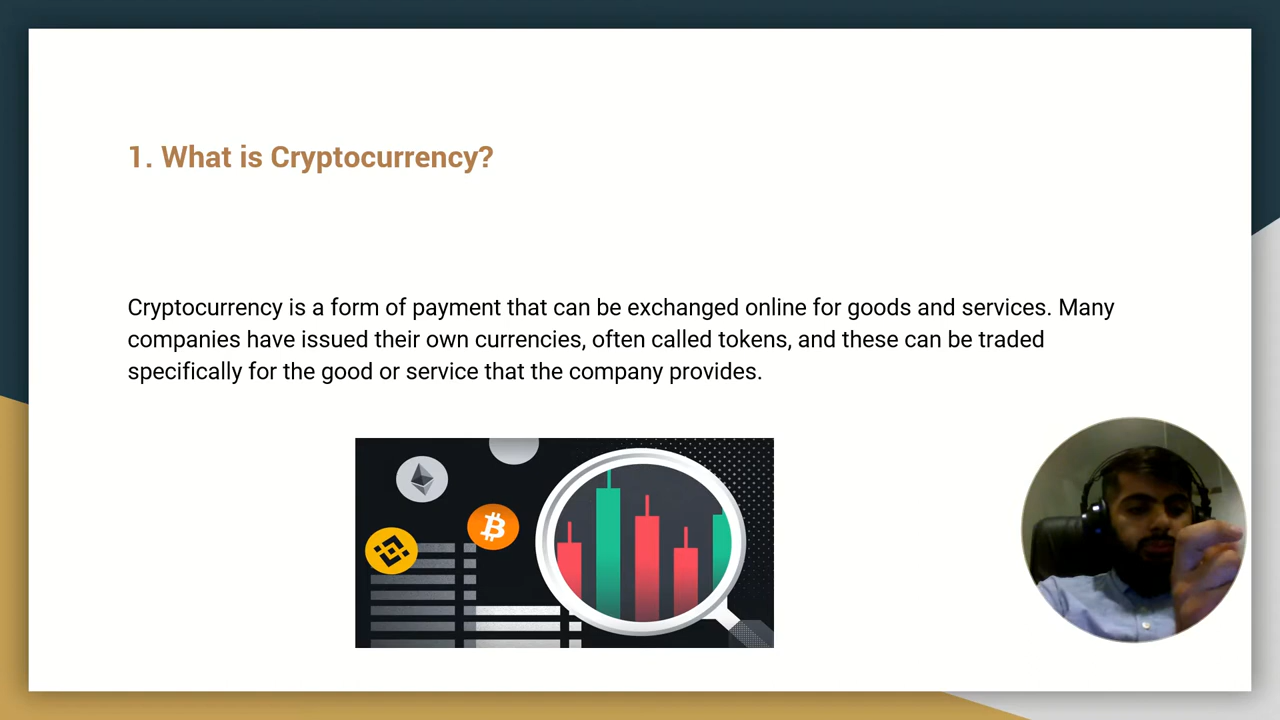 1. What is Cryptocurrency?
Cryptocurrency is a form of payment that can be exchanged online for goods and services. Many
companies have issued their own currencies, often called tokens, and these can be traded
specifically for the good or service that the company provides.